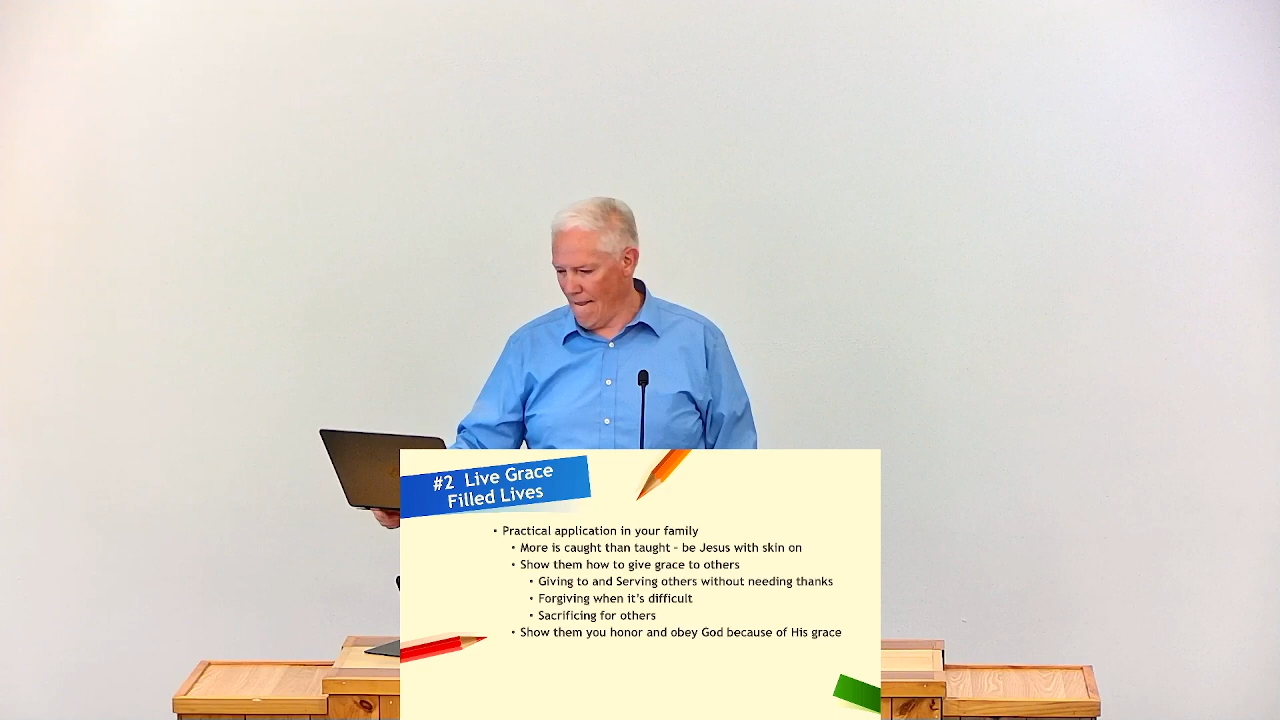 #2 Live Grace
Filled Lives
• Practical application in your family
• More is caught than taught – be Jesus with skin on
• Show them how to give grace to others
• Giving to and Serving others without needing thanks
• Forgiving when it's difficult
• Sacrificing for others
• Show them you honor and obey God because of His grace